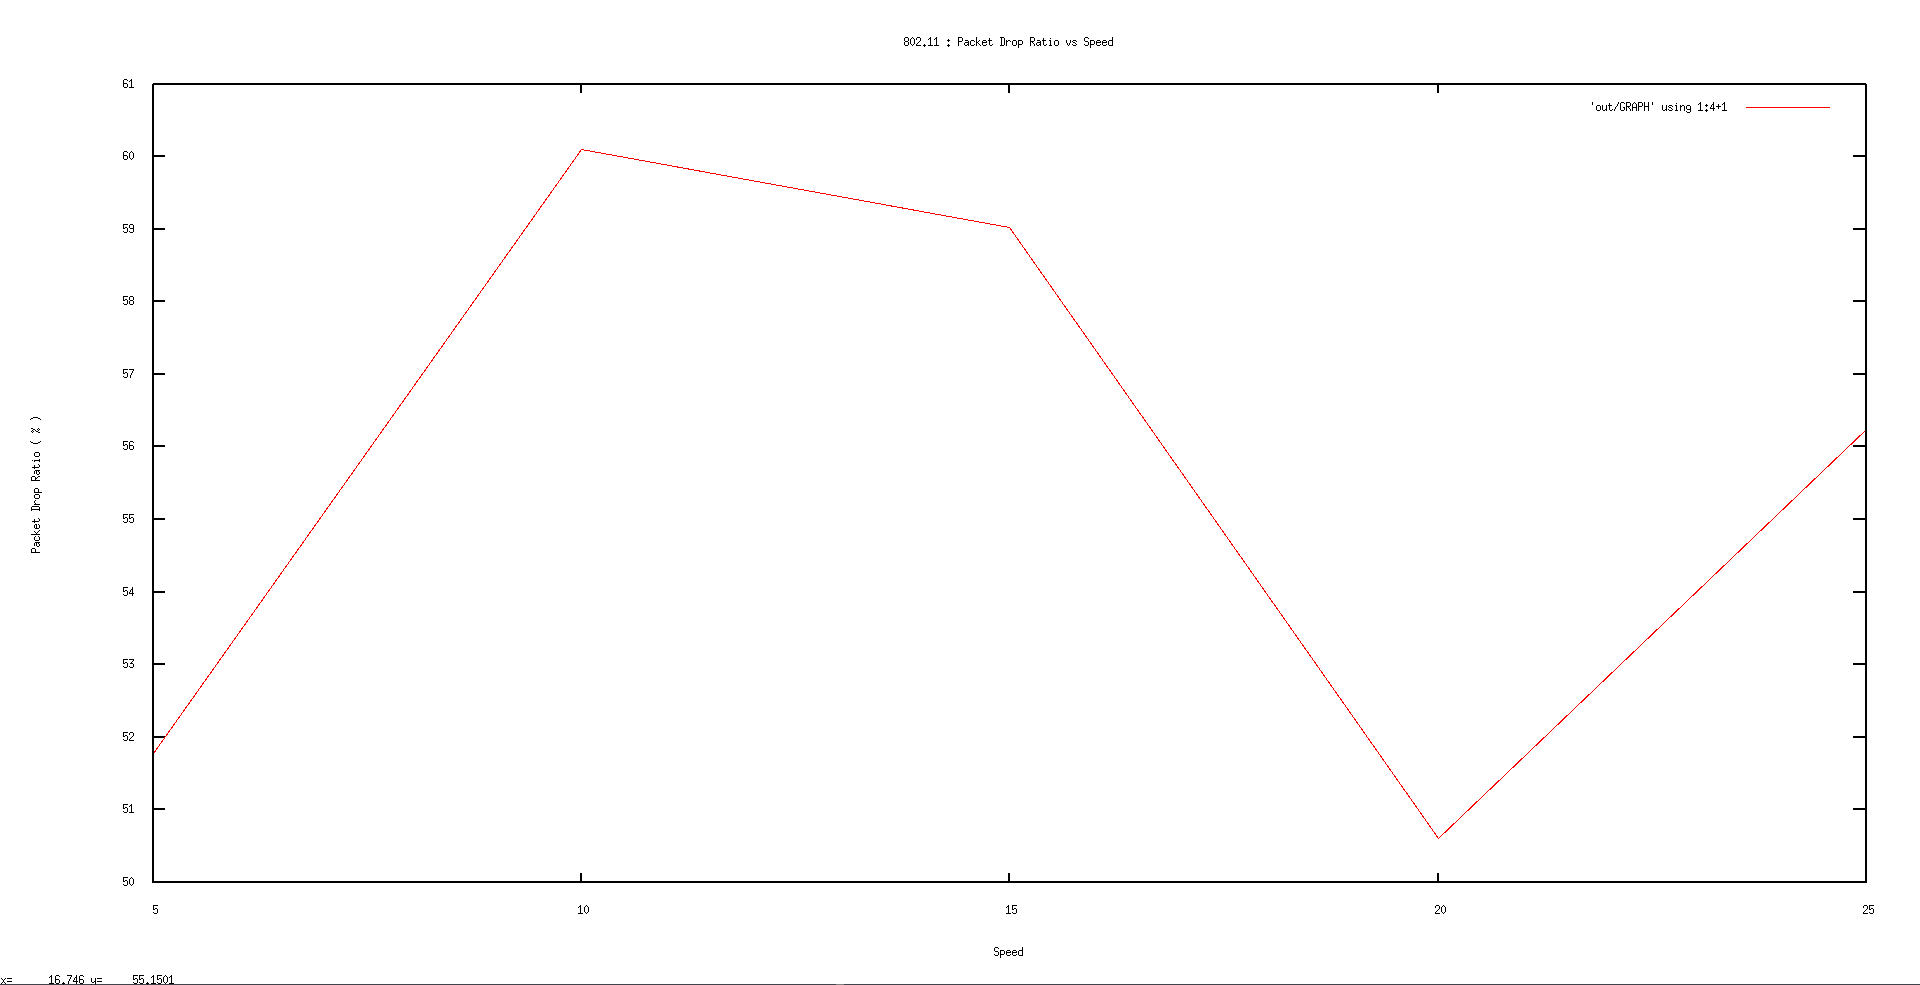 802.11 : Packet Drop Ratio vs Speed
'out/GRAPH' using 1:4+1
61
60
59
58
57
56
55
54
53
52
51
50
Packet Drop Ratio ( % )
5 10 15 20 25
Speed
x= 16.746 y= 55.1501